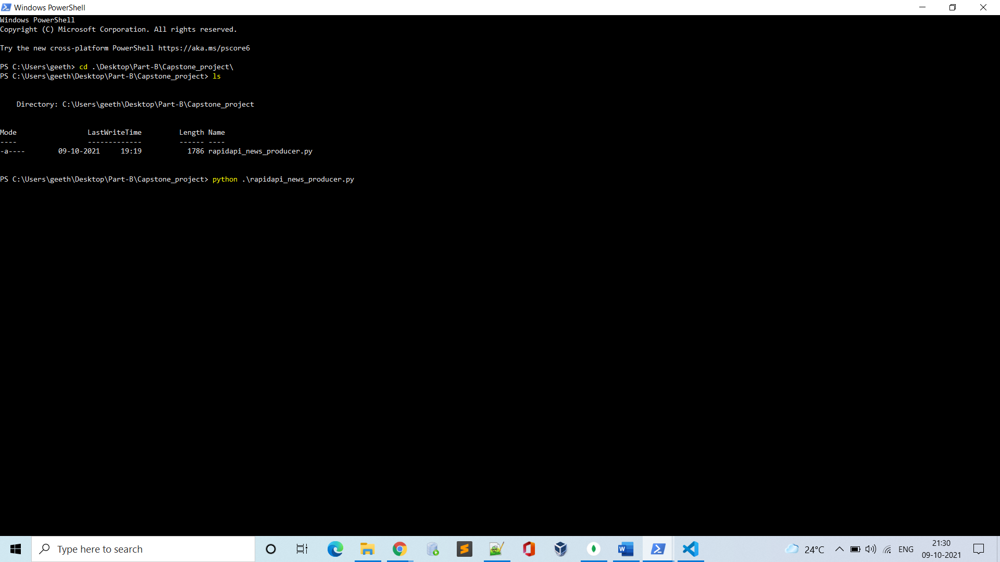 Windows PowerShell
Windows PowerShell
Copyright (C) Microsoft Corporation. All rights reserved.
Try the new cross-platform PowerShell https://aka.ms/pscore6
PS C:\Users\geeth> cd .\Desktop\Part-B\Capstone_project\
PS C:\Users\geeth\Desktop\Part-B\Capstone_project> ls
Directory: C:\Users\geeth\Desktop\Part-B\Capstone_project
Mode                 LastWriteTime         Length Name
----                 -------------         ------ ----
-a----        09-10-2021     19:19           1786 rapidapi_news_producer.py
PS C:\Users\geeth\Desktop\Part-B\Capstone_project> python .\rapidapi_news_producer.py
Type here to search
24°C
ENG
21:30
09-10-2021